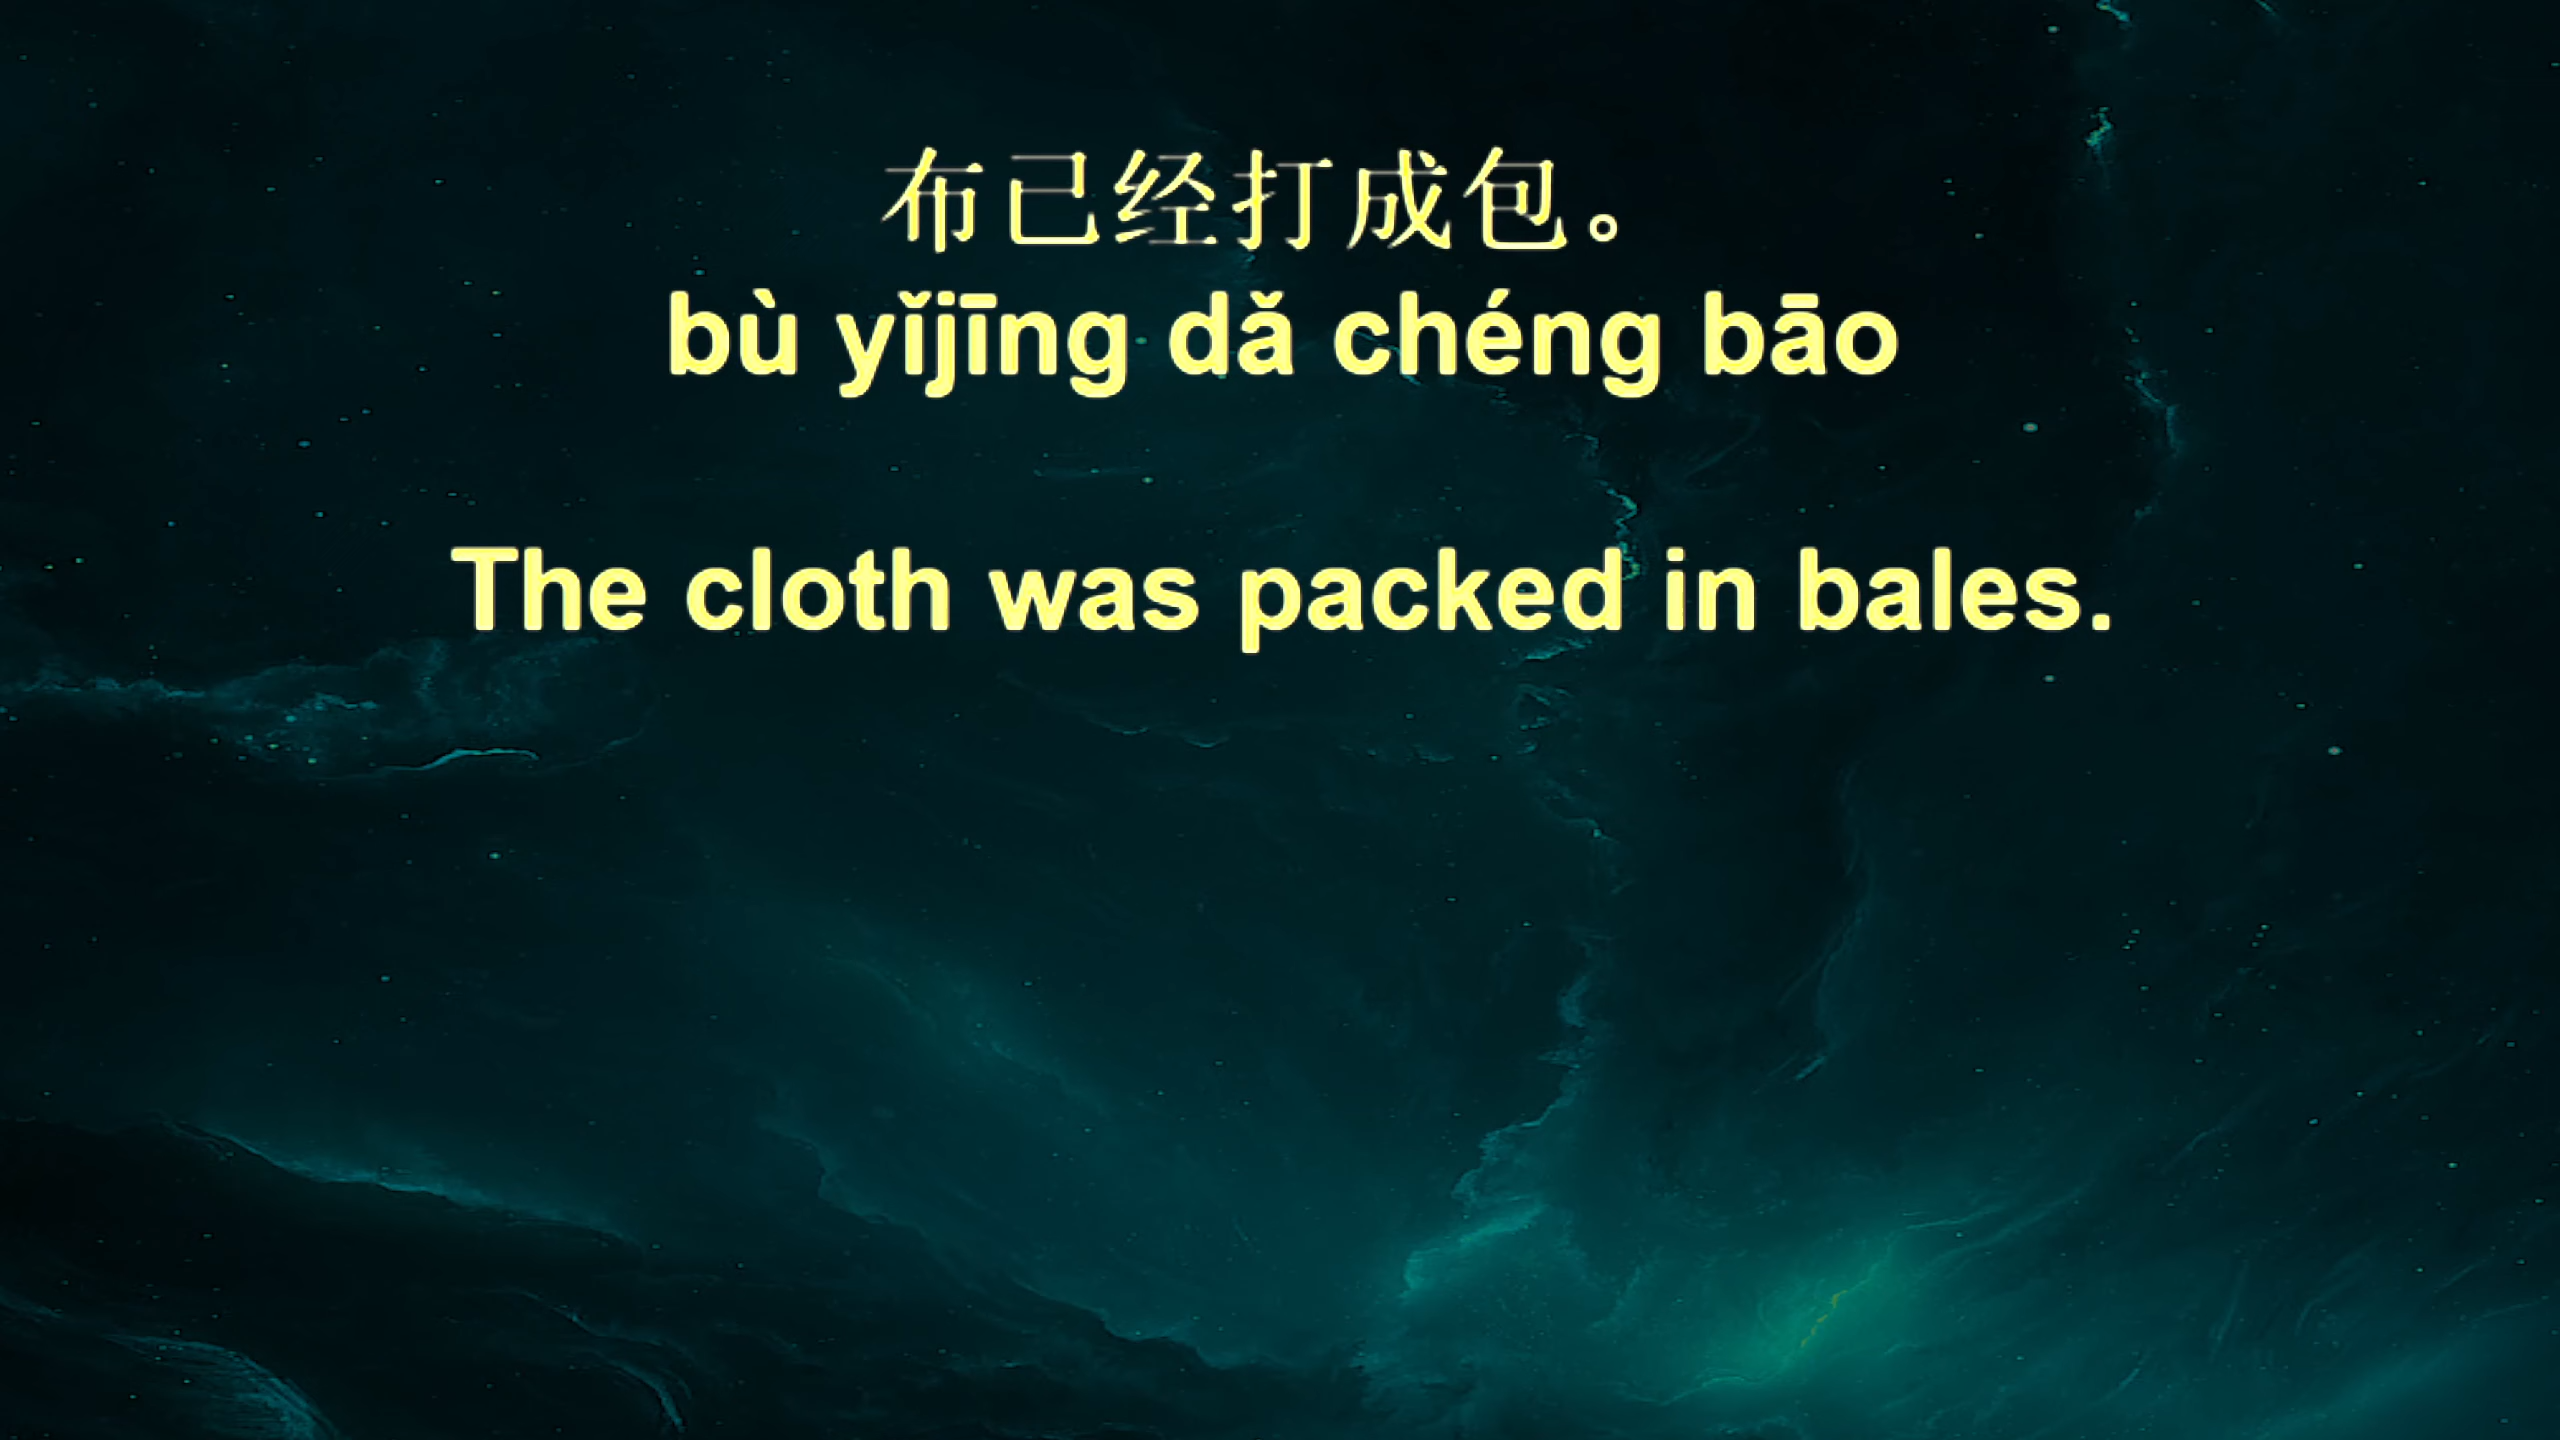 布已经打成包。
bù yǐjīng dǎ chéng bāo
The cloth was packed in bales.